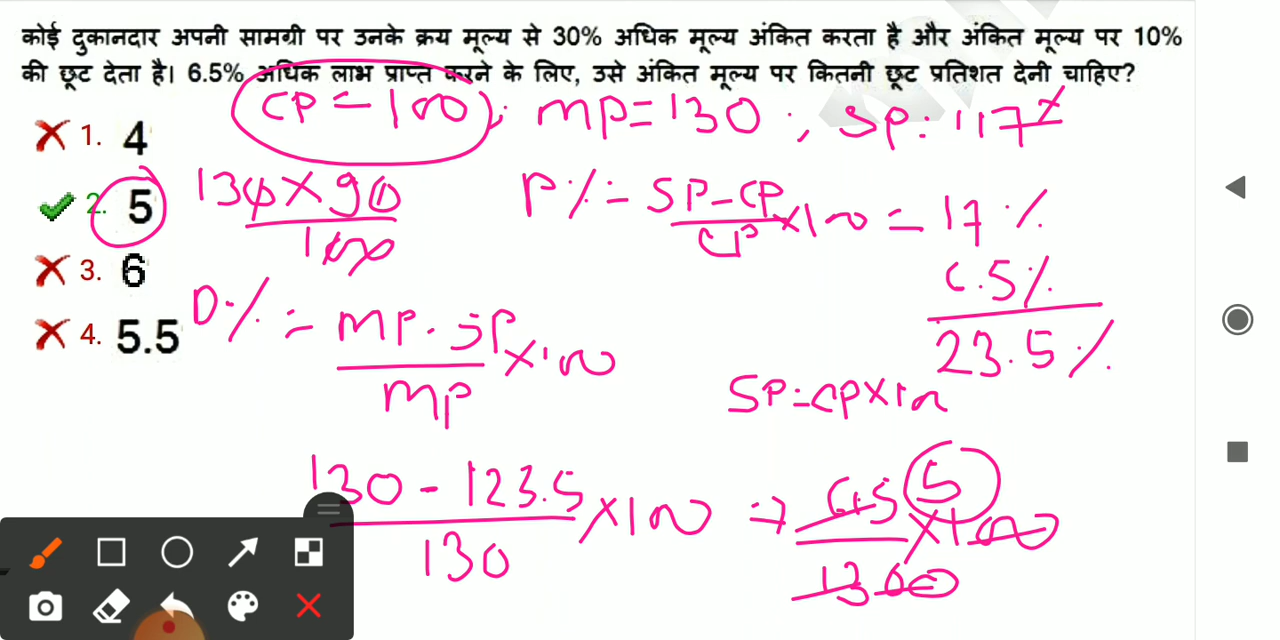 कोई दुकानदार अपनी सामग्री पर उनके क्रय मूल्य से 30% अधिक मूल्य अंकित करता है और अंकित मूल्य पर 10%
की छूट देता है। 6.5% अधिक लाभ प्राप्त करने के लिए, उसे अंकित मूल्य पर कितनी छूट प्रतिशत देनी चाहिए?
CP = 100 ; MP = 130 ; SP : 117
1. 4
2. 5
3. 6
4. 5.5
130 × 90
100
P% = SP - CP
CP
× 100 = 17 %
6.5%
23.5 %
D% = MP - SP × 100
MP
SP = CP × 100
130 - 123.5 × 100
130
⇒ 65 × 100
1300
5